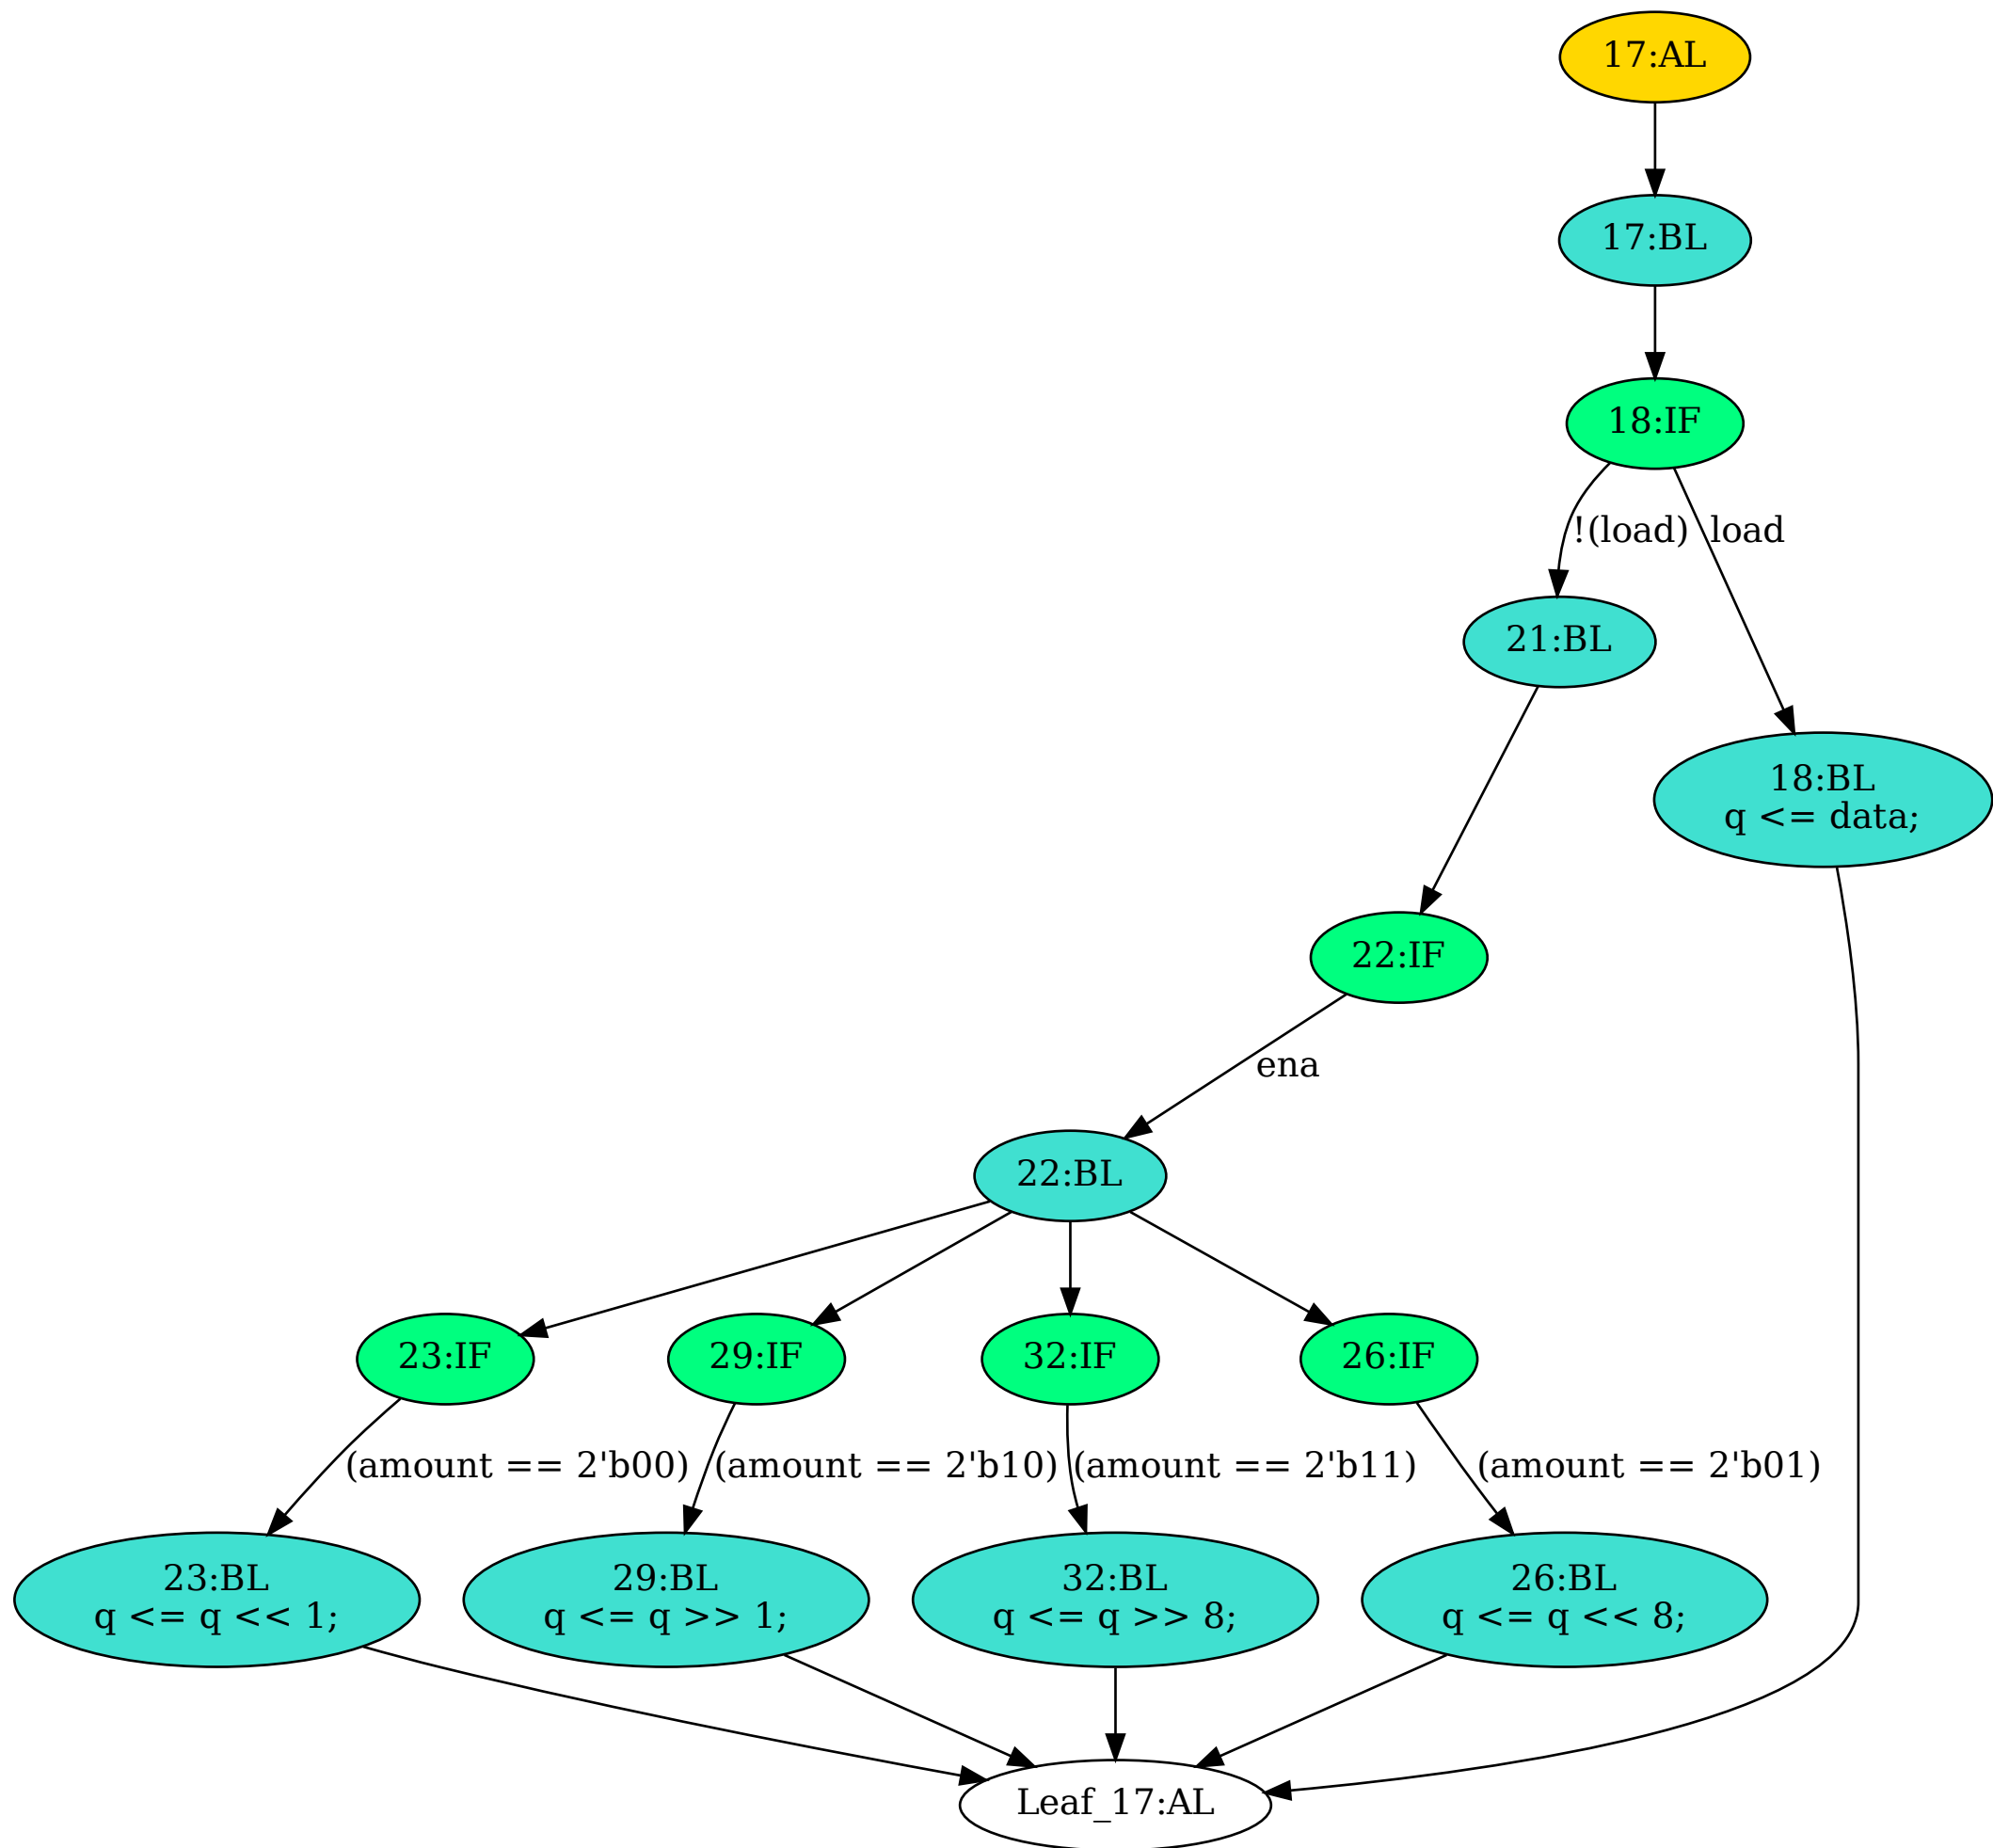 17:AL
17:BL
18:IF
!(load)
load
21:BL
18:BL
q <= data;
22:IF
ena
22:BL
23:IF
29:IF
32:IF
26:IF
(amount == 2'b00)
(amount == 2'b10)
(amount == 2'b11)
(amount == 2'b01)
23:BL
q <= q << 1;
29:BL
q <= q >> 1;
32:BL
q <= q >> 8;
26:BL
q <= q << 8;
Leaf_17:AL